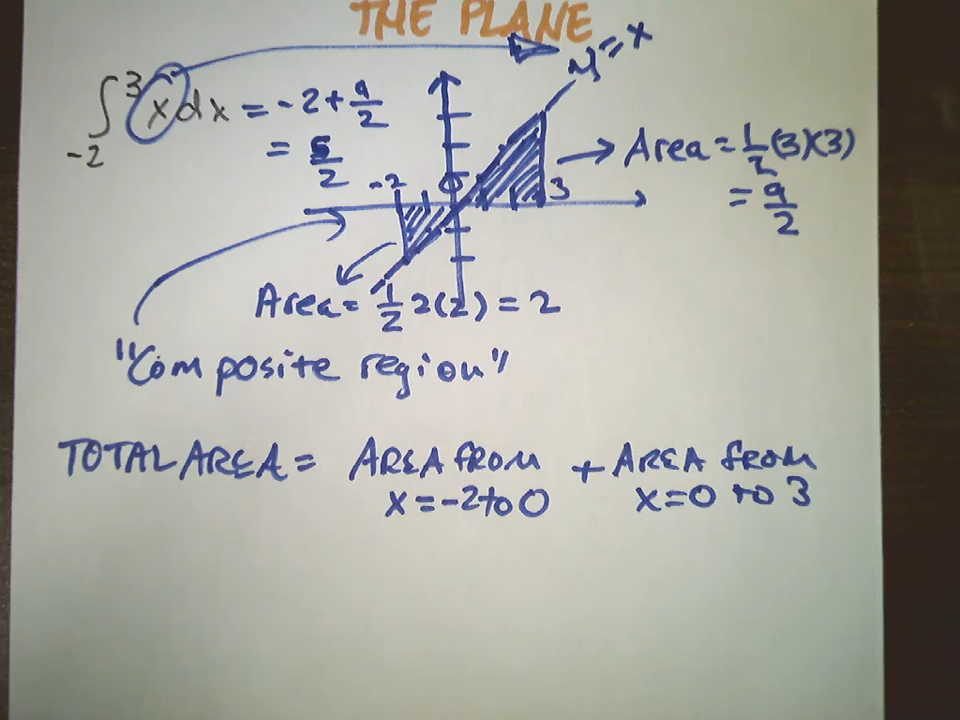 THE PLANE
y=x
∫₋₂³ x dx = -2 + 9/2
= 5/2
Area = 1/2 (3)(3)
= 9/2
-2
3
Area = 1/2 2(2) = 2
"Composite region"
TOTAL AREA = AREA FROM x=-2 to 0 + AREA FROM x=0 to 3